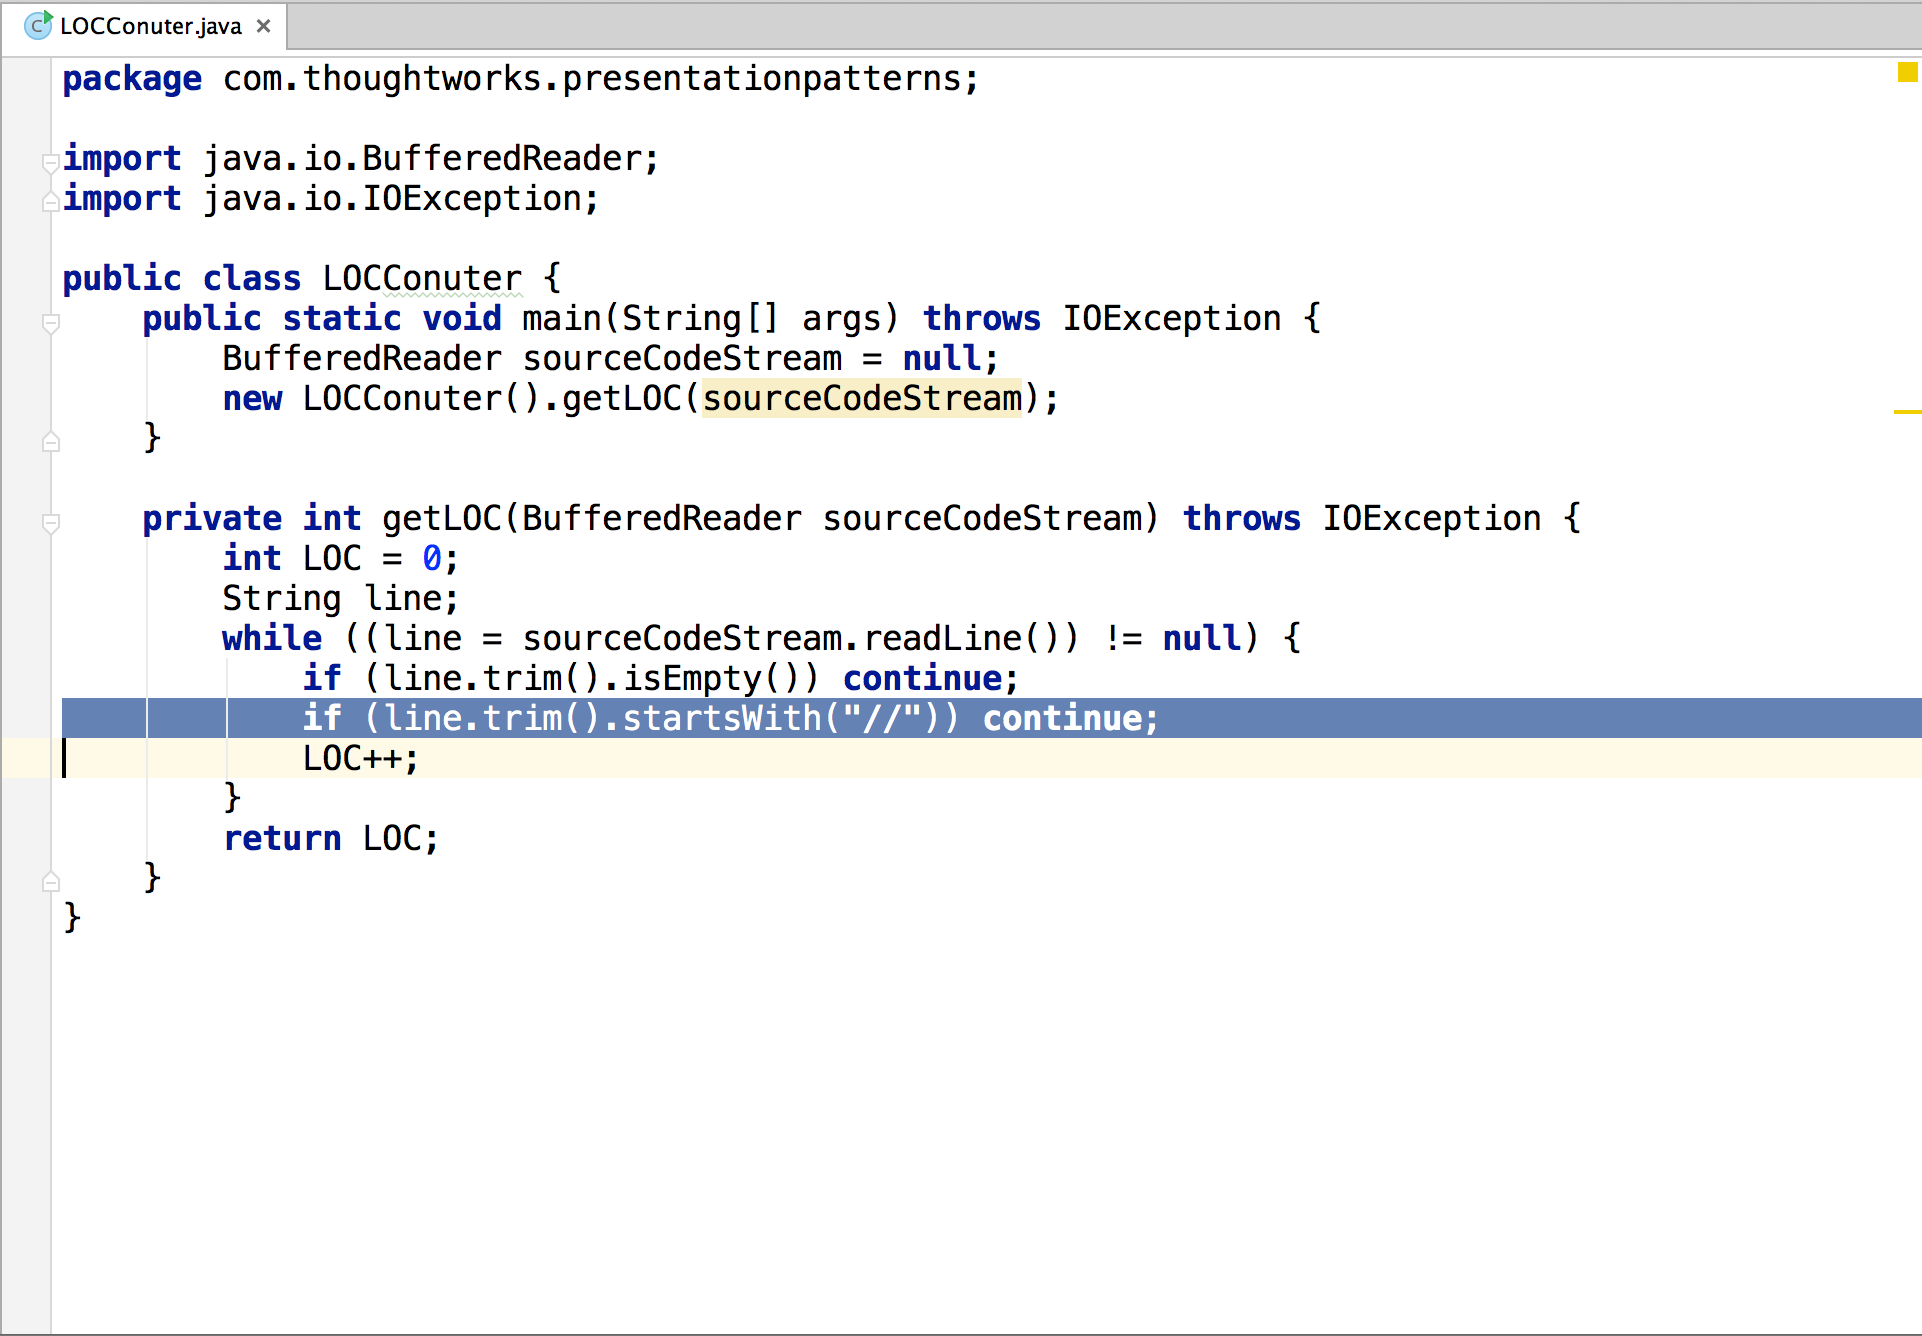 LOCConuter.java
package com.thoughtworks.presentationpatterns;
import java.io.BufferedReader;
import java.io.IOException;
public class LOCConuter {
    public static void main(String[] args) throws IOException {
        BufferedReader sourceCodeStream = null;
        new LOCConuter().getLOC(sourceCodeStream);
    }
    private int getLOC(BufferedReader sourceCodeStream) throws IOException {
        int LOC = 0;
        String line;
        while ((line = sourceCodeStream.readLine()) != null) {
            if (line.trim().isEmpty()) continue;
            if (line.trim().startsWith("//")) continue;
            LOC++;
        }
        return LOC;
    }
}